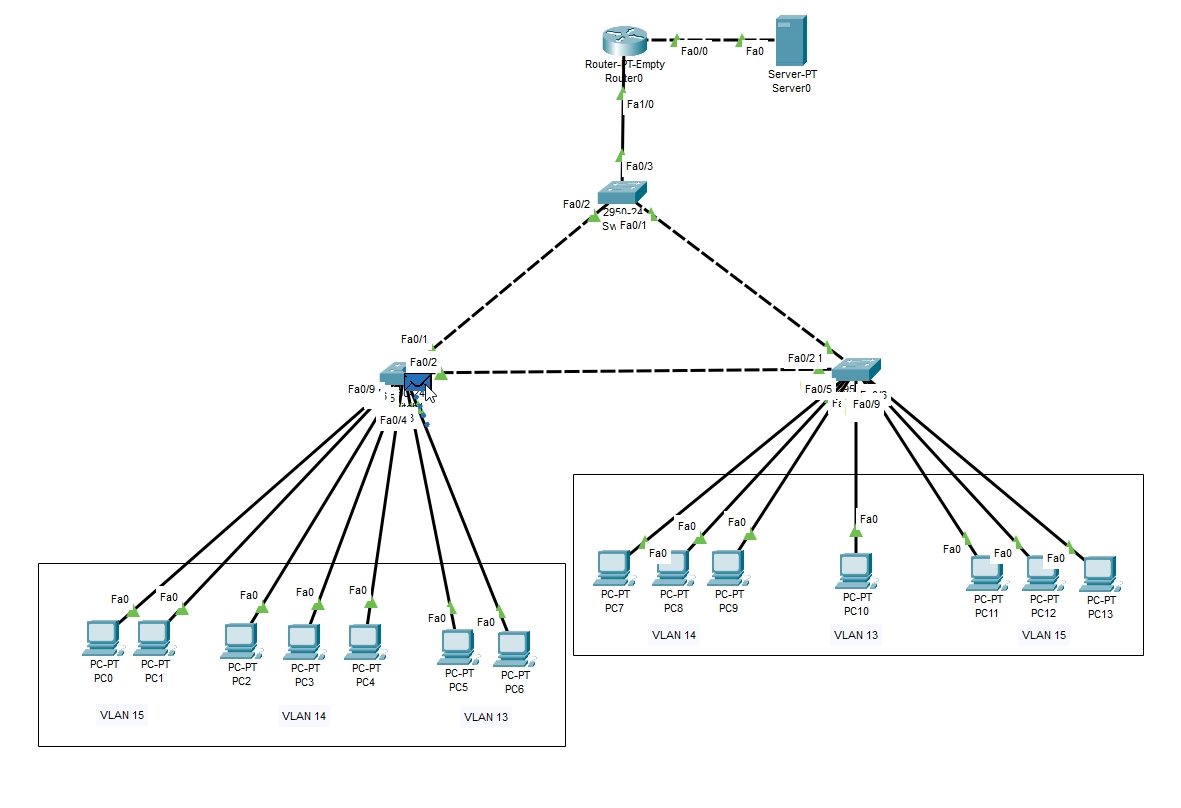 Fa0/0
Fa0
Router-PT-Empty
Router0
Server-PT
Server0
Fa1/0
Fa0/3
Fa0/2
2950-24
Fa0/1
Fa0/1
Fa0/2
Fa0/2
1
Fa0/9
Fa0/5
Fa0/9
Fa0/4
Fa0
Fa0
Fa0
Fa0
Fa0
Fa0
Fa0
PC-PT
PC7
PC-PT
PC8
PC-PT
PC9
PC-PT
PC10
PC-PT
PC11
PC-PT
PC12
PC-PT
PC13
VLAN 14
VLAN 13
VLAN 15
Fa0
Fa0
Fa0
Fa0
Fa0
Fa0
Fa0
PC-PT
PC0
PC-PT
PC1
PC-PT
PC2
PC-PT
PC3
PC-PT
PC4
PC-PT
PC5
PC-PT
PC6
VLAN 15
VLAN 14
VLAN 13